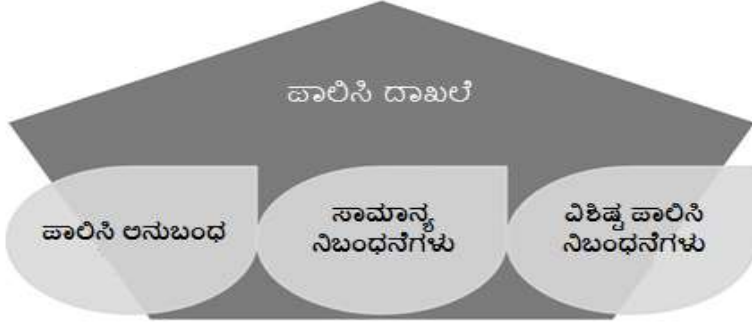 ಪಾಲಿಸಿ ದಾಖಲೆ
ಪಾಲಿಸಿ ಅನುಬಂಧ
ಸಾಮಾನ್ಯ
ನಿಬಂಧನೆಗಳು
ವಿಶಿಷ್ಟ ಪಾಲಿಸಿ
ನಿಬಂಧನೆಗಳು